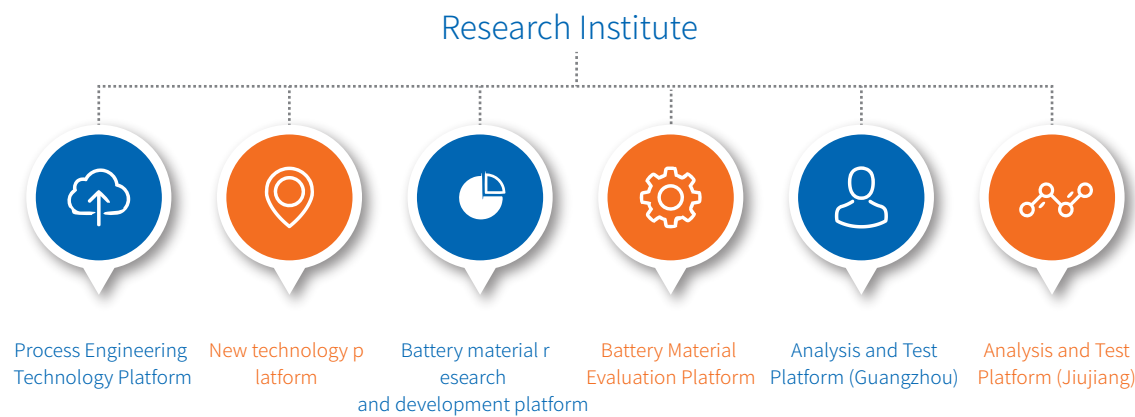 Research Institute
Process Engineering
Technology Platform
New technology p
latform
Battery material r
esearch
and development platform
Battery Material
Evaluation Platform
Analysis and Test
Platform (Guangzhou)
Analysis and Test
Platform (Jiujiang)